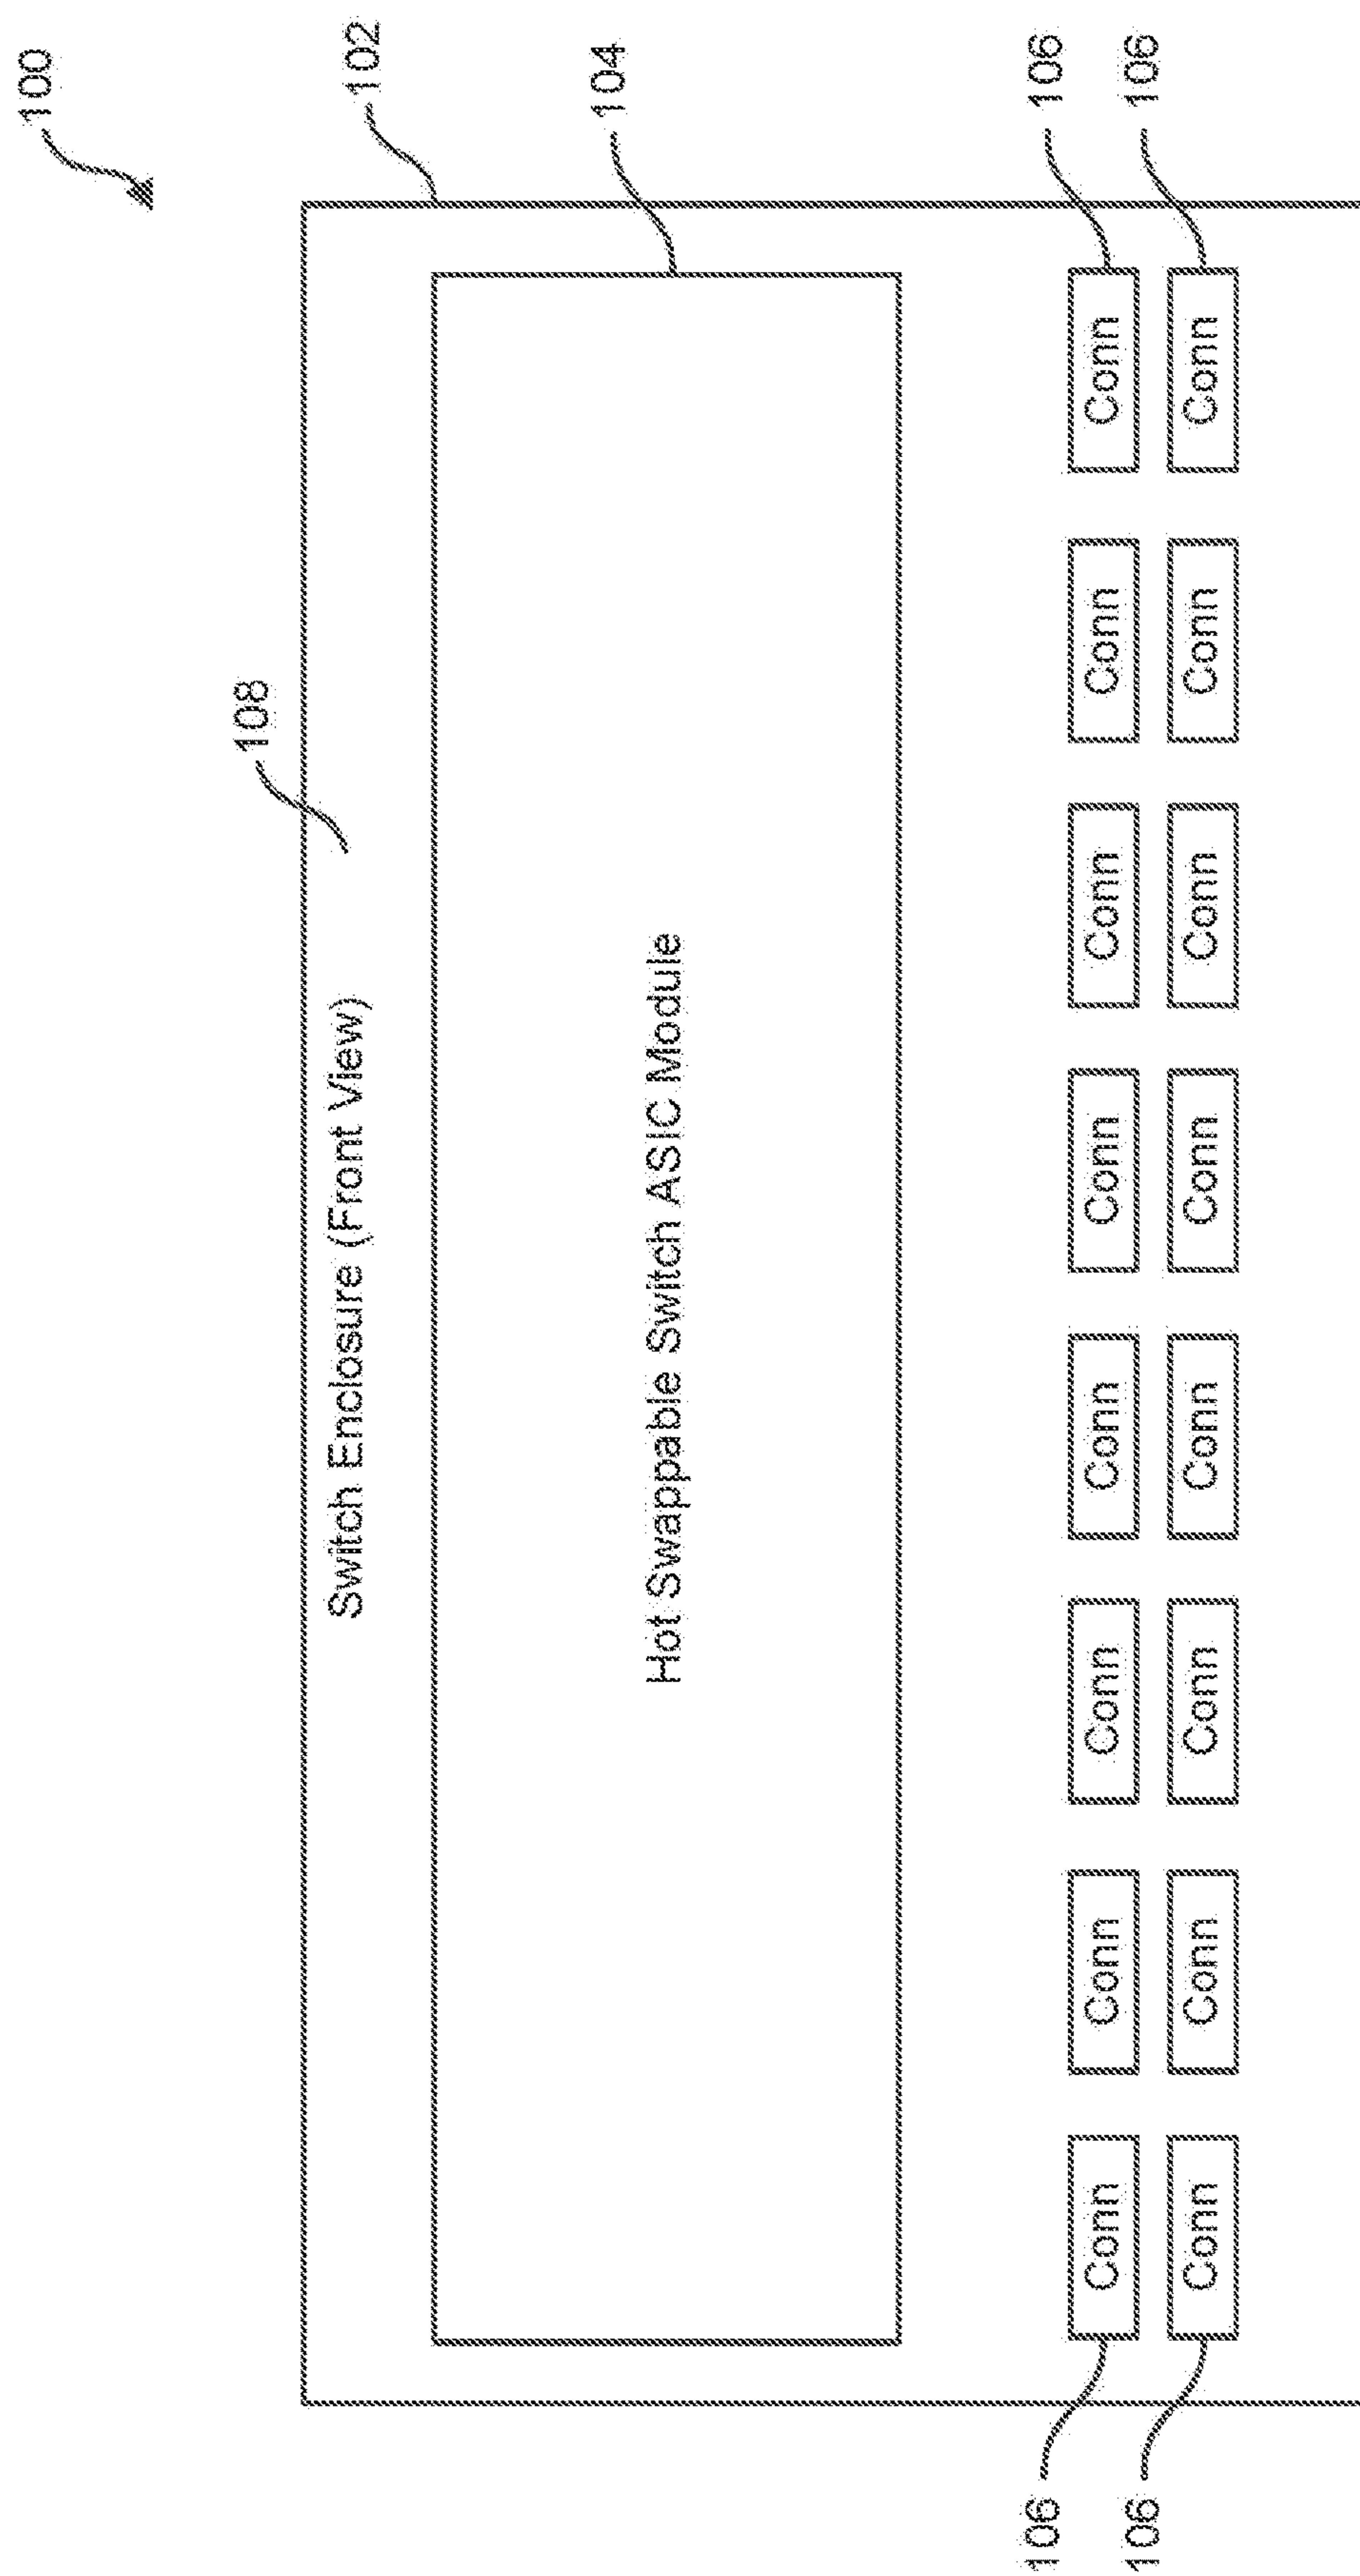 100
108
Switch Enclosure (Front View)
102
104
Hot Swappable Switch ASIC Module
106 106
Conn Conn Conn Conn Conn Conn Conn Conn
106 106
Conn Conn Conn Conn Conn Conn Conn Conn